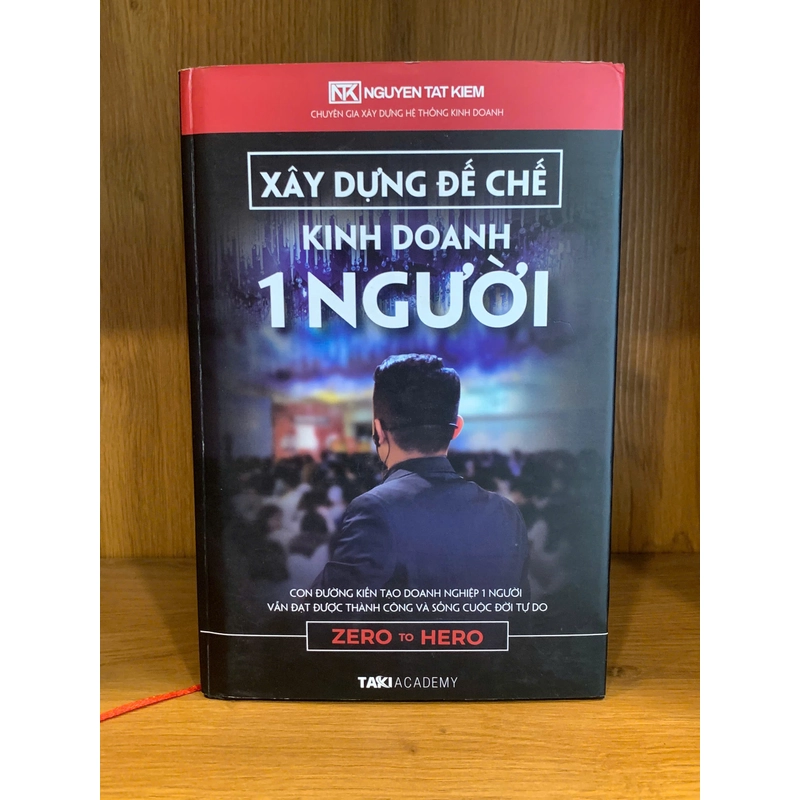 NTK NGUYEN TAT KIEM
CHUYÊN GIA XÂY DỰNG HỆ THỐNG KINH DOANH
XÂY DỰNG ĐẾ CHẾ
KINH DOANH
1 NGƯỜI
CON ĐƯỜNG KIẾN TẠO DOANH NGHIỆP 1 NGƯỜI
VẪN ĐẠT ĐƯỢC THÀNH CÔNG VÀ SỐNG CUỘC ĐỜI TỰ DO
ZERO TO HERO
TAKI ACADEMY